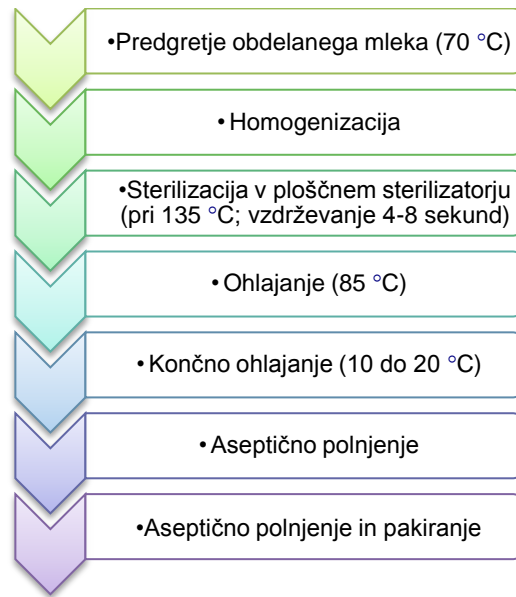 •Predgretje obdelanega mleka (70 °C)
•Homogenizacija
•Sterilizacija v ploščnem sterilizatorju
(pri 135 °C; vzdrževanje 4-8 sekund)
•Ohlajanje (85 °C)
•Končno ohlajanje (10 do 20 °C)
•Aseptično polnjenje
•Aseptično polnjenje in pakiranje